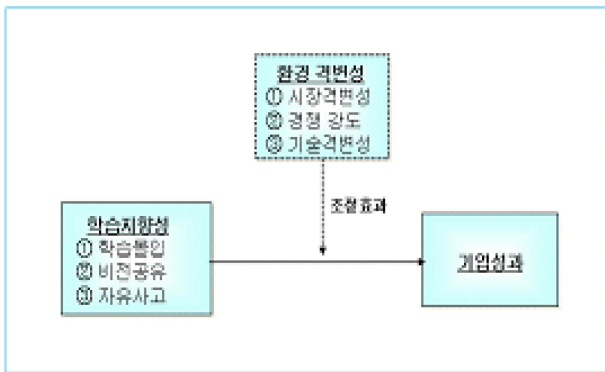 환경 격변성
① 시장격변성
② 경쟁 강도
③ 기술격변성
조절효과
학습지향성
① 학습몰입
② 비전공유
③ 자유사고
기업성과